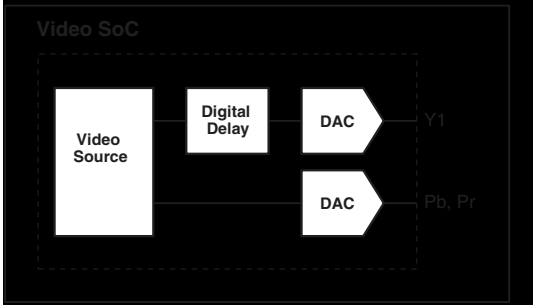 Video SoC
Digital
Delay
DAC
Y1
Video
Source
DAC
Pb, Pr